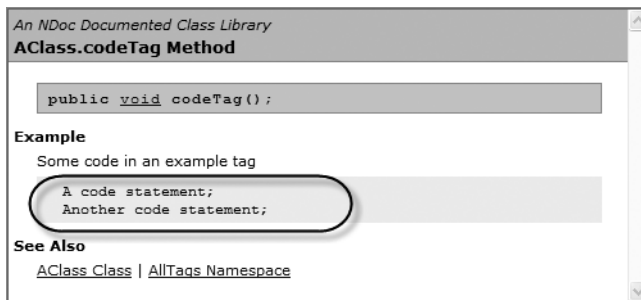 An NDoc Documented Class Library
AClass.codeTag Method
public void codeTag();
Example
Some code in an example tag
A code statement;
Another code statement;
See Also
AClass Class | AllTags Namespace